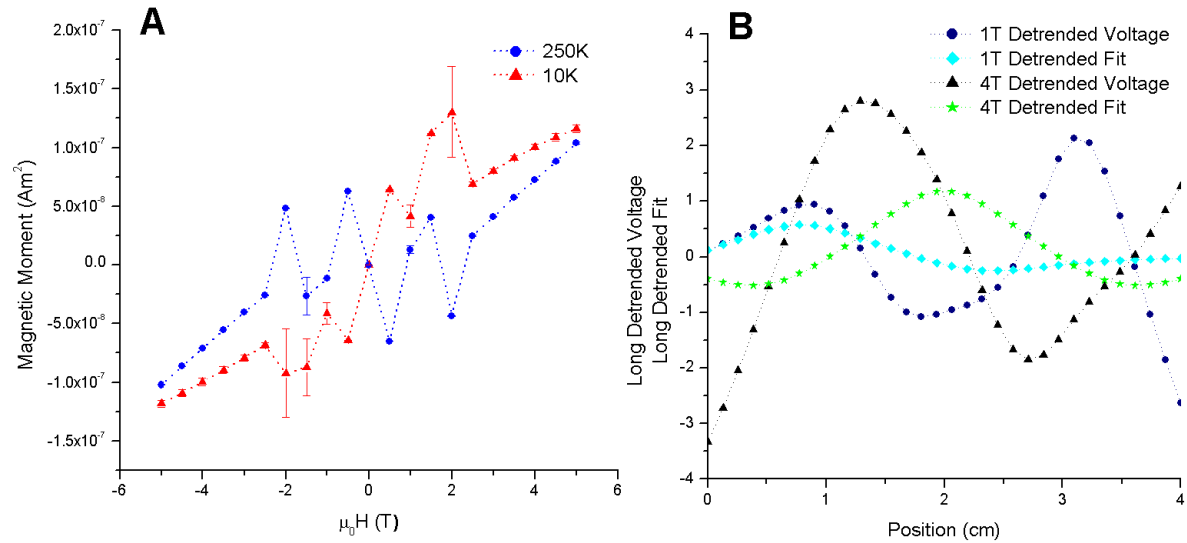 A
2.0x10⁻⁷
1.5x10⁻⁷
1.0x10⁻⁷
5.0x10⁻⁸
0.0
-5.0x10⁻⁸
-1.0x10⁻⁷
-1.5x10⁻⁷
Magnetic Moment (Am²)
250K
10K
-6
-4
-2
0
2
4
6
μ₀H (T)
B
4
3
2
1
0
-1
-2
-3
-4
Long Detrended Voltage
Long Detrended Fit
1T Detrended Voltage
1T Detrended Fit
4T Detrended Voltage
4T Detrended Fit
0
1
2
3
4
Position (cm)